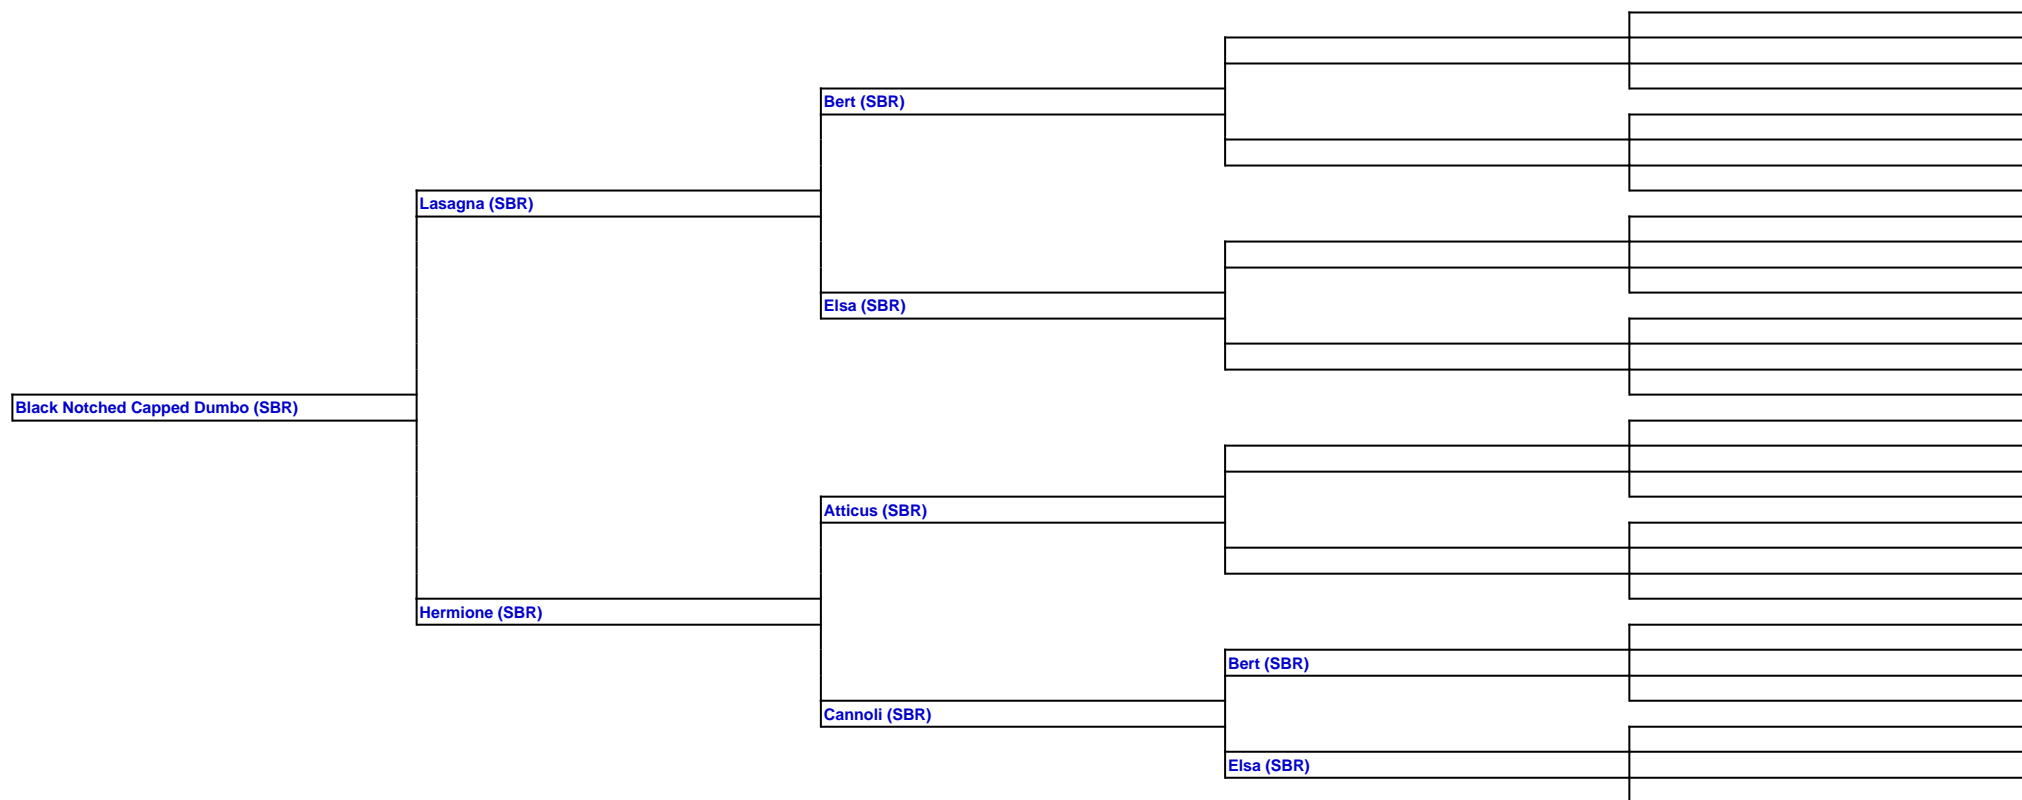 Bert (SBR)
Lasagna (SBR)
Elsa (SBR)
Black Notched Capped Dumbo (SBR)
Atticus (SBR)
Hermione (SBR)
Bert (SBR)
Cannoli (SBR)
Elsa (SBR)